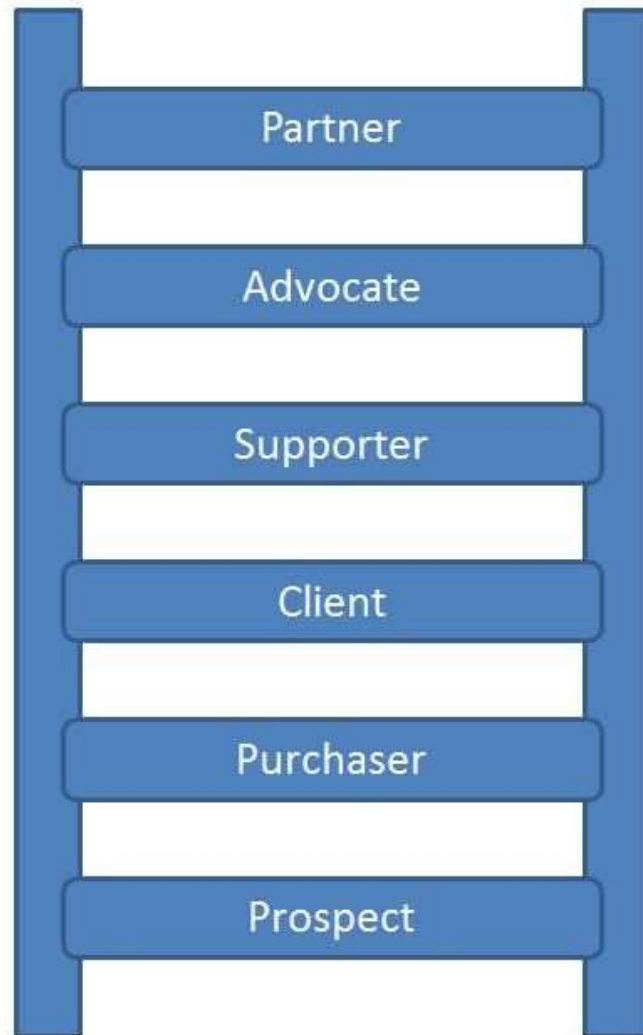 Partner
Advocate
Supporter
Client
Purchaser
Prospect